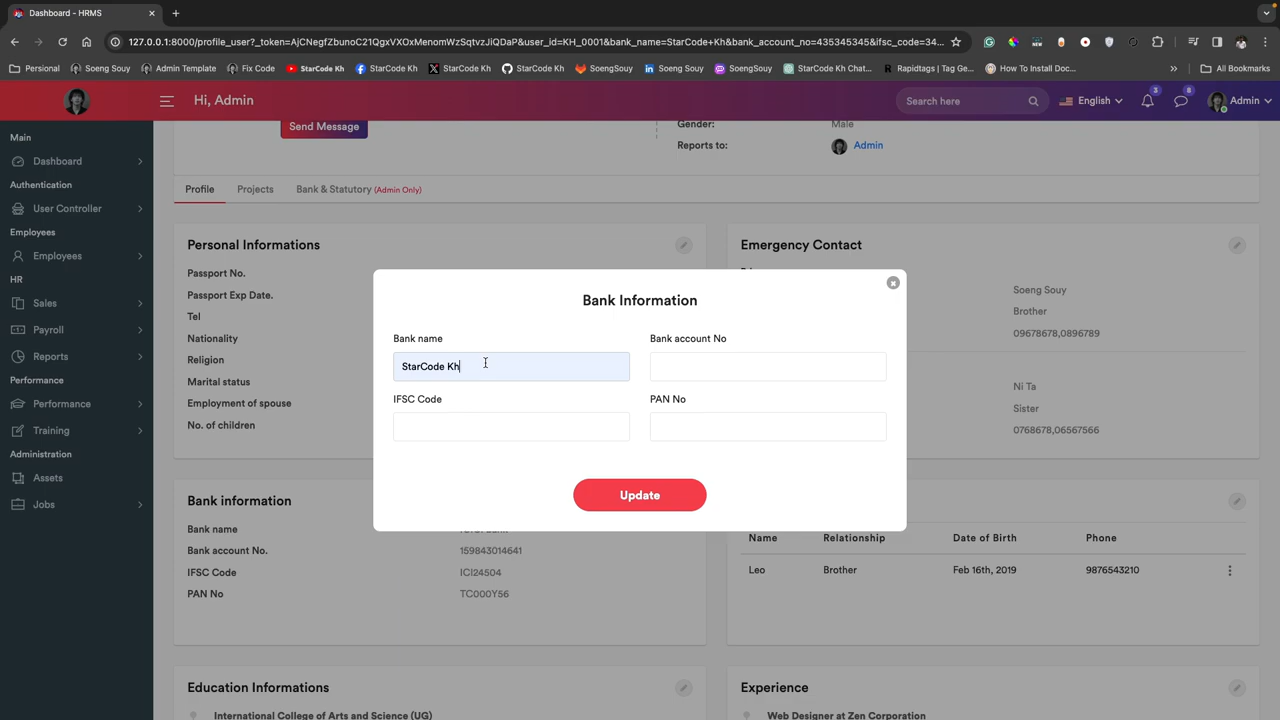 Dashboard - HRMS
127.0.0.1:8000/profile_user?_token=AjCNegfZbunoC21QgxVXOxMenomWzSqtvzJiQDaP&user_id=KH_0001&bank_name=StarCode+Kh&bank_account_no=435345345&ifsc_code=34...
Personal Soeng Souy Admin Template Fix Code StarCode Kh StarCode Kh StarCode Kh StarCode Kh SoengSouy Soeng Souy SoengSouy StarCode Kh Chat... Rapidtags | Tag Ge... How To Install Doc... » All Bookmarks
Hi, Admin
Search here
English
3
8
Admin
Main
Dashboard
Authentication
User Controller
Employees
Employees
HR
Sales
Payroll
Reports
Performance
Performance
Training
Administration
Assets
Jobs
Send Message
Gender: Male
Reports to: Admin
Profile Projects Bank & Statutory (Admin Only)
Personal Informations
Passport No.
Passport Exp Date.
Tel
Nationality
Religion
Marital status
Employment of spouse
No. of children
Emergency Contact
Soeng Souy
Brother
09678678,0896789
Ni Ta
Sister
0768678,06567566
Bank Information
Bank name Bank account No
StarCode Kh
IFSC Code PAN No
Update
Bank information
Bank name
Bank account No. 159843014641
IFSC Code ICI24504
PAN No TC000Y56
Name Relationship Date of Birth Phone
Leo Brother Feb 16th, 2019 9876543210
Education Informations
International College of Arts and Science (UG)
Experience
Web Designer at Zen Corporation